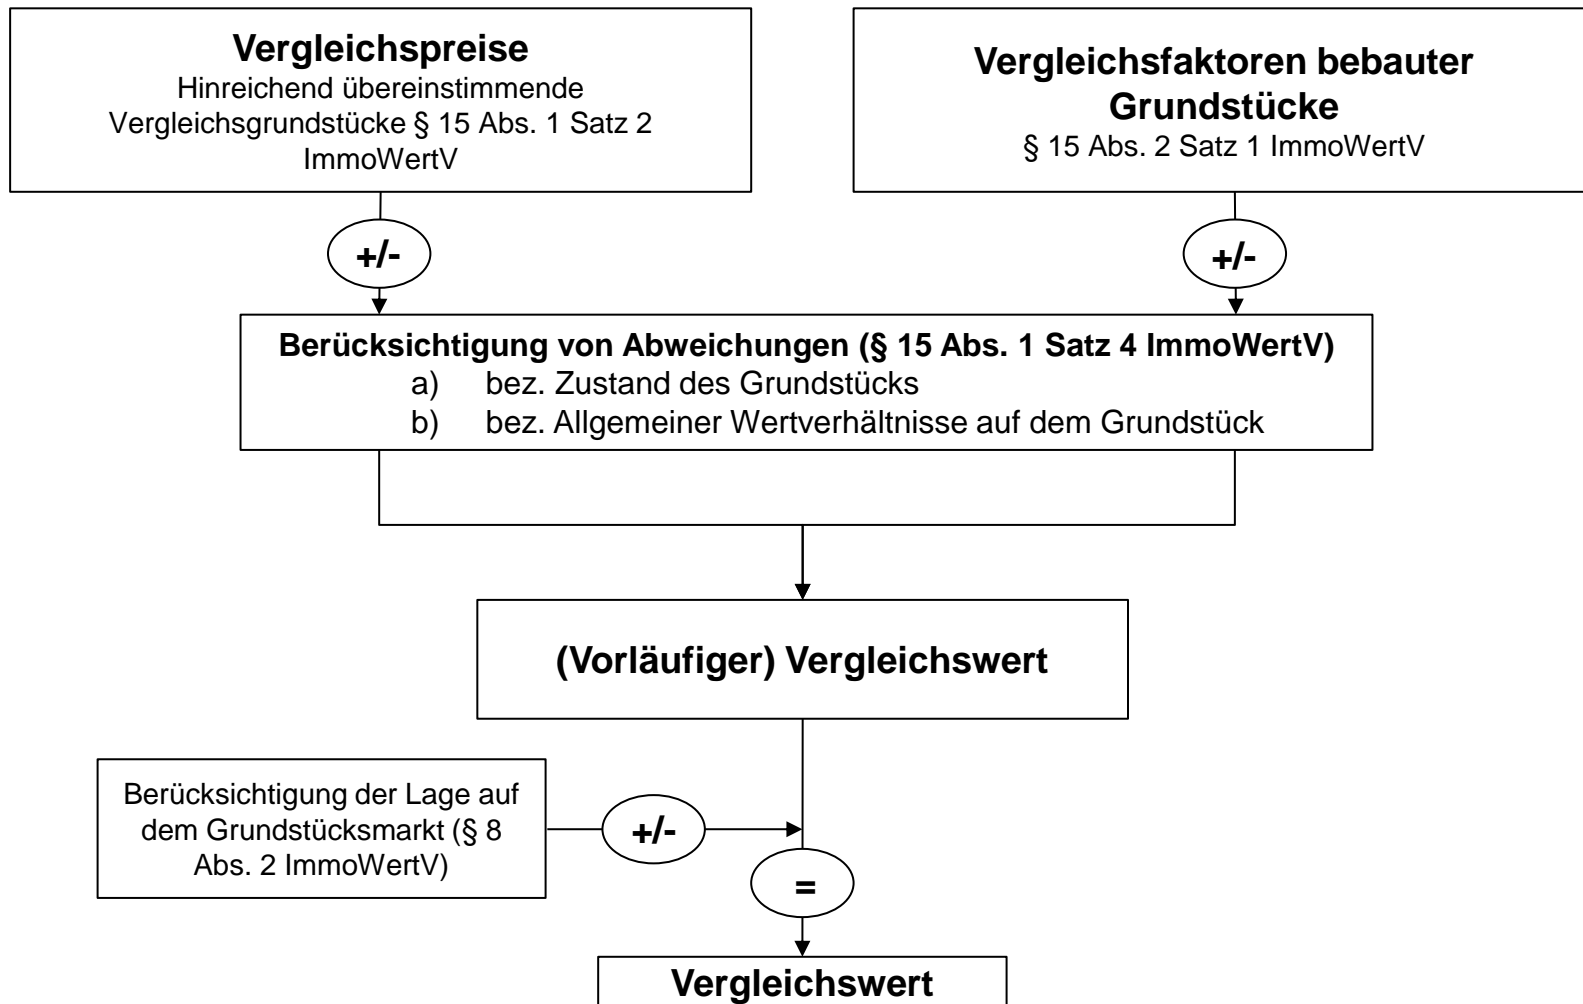 Vergleichspreise
Hinreichend übereinstimmende
Vergleichsgrundstücke § 15 Abs. 1 Satz 2
ImmoWertV
Vergleichsfaktoren bebauter
Grundstücke
§ 15 Abs. 2 Satz 1 ImmoWertV
+/-
+/-
Berücksichtigung von Abweichungen (§ 15 Abs. 1 Satz 4 ImmoWertV)
a) bez. Zustand des Grundstücks
b) bez. Allgemeiner Wertverhältnisse auf dem Grundstück
(Vorläufiger) Vergleichswert
Berücksichtigung der Lage auf
dem Grundstücksmarkt (§ 8
Abs. 2 ImmoWertV)
+/-
=
Vergleichswert